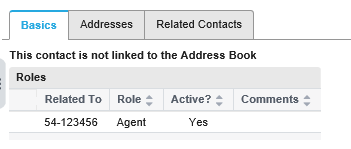 Basics Addresses Related Contacts
This contact is not linked to the Address Book
Roles
Related To Role Active? Comments
54-123456 Agent Yes